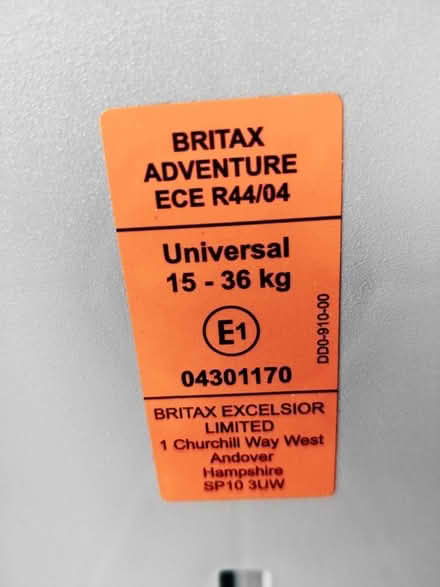 BRITAX
ADVENTURE
ECE R44/04
Universal
15 - 36 kg
E1
04301170
DD0-910-00
BRITAX EXCELSIOR
LIMITED
1 Churchill Way West
Andover
Hampshire
SP10 3UW